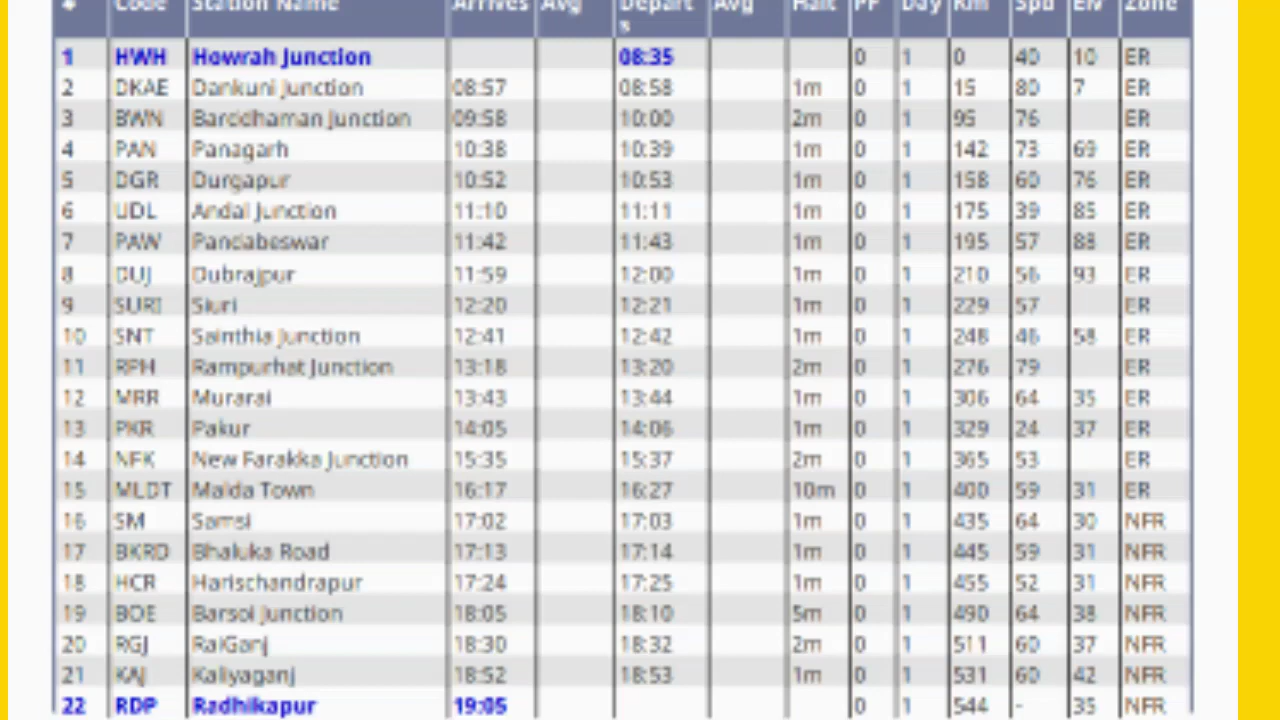 # Code Station Name Arrives Avg Depart s Avg Halt PF Day Km Spd Elv Zone
1 HWH Howrah Junction 08:35 0 1 0 40 10 ER
2 DKAE Dankuni Junction 08:57 08:58 1m 0 1 15 80 7 ER
3 BWN Barddhaman Junction 09:58 10:00 2m 0 1 95 76 ER
4 PAN Panagarh 10:38 10:39 1m 0 1 142 73 69 ER
5 DGR Durgapur 10:52 10:53 1m 0 1 158 60 76 ER
6 UDL Andal Junction 11:10 11:11 1m 0 1 175 39 85 ER
7 PAW Pandabeswar 11:42 11:43 1m 0 1 195 57 88 ER
8 DUJ Dubrajpur 11:59 12:00 1m 0 1 210 56 93 ER
9 SURI Siuri 12:20 12:21 1m 0 1 229 57 ER
10 SNT Sainthia Junction 12:41 12:42 1m 0 1 248 46 58 ER
11 RPH Rampurhat Junction 13:18 13:20 2m 0 1 276 79 ER
12 MRR Murarai 13:43 13:44 1m 0 1 306 64 35 ER
13 PKR Pakur 14:05 14:06 1m 0 1 329 24 37 ER
14 NFK New Farakka Junction 15:35 15:37 2m 0 1 365 53 ER
15 MLDT Malda Town 16:17 16:27 10m 0 1 400 59 31 ER
16 SM Samsi 17:02 17:03 1m 0 1 435 64 30 NFR
17 BKRD Bhaluka Road 17:13 17:14 1m 0 1 445 59 31 NFR
18 HCR Harischandrapur 17:24 17:25 1m 0 1 455 52 31 NFR
19 BOE Barsoi Junction 18:05 18:10 5m 0 1 490 64 38 NFR
20 RGJ RaiGanj 18:30 18:32 2m 0 1 511 60 37 NFR
21 KAJ Kaliyaganj 18:52 18:53 1m 0 1 531 60 42 NFR
22 RDP Radhikapur 19:05 0 1 544 - 35 NFR